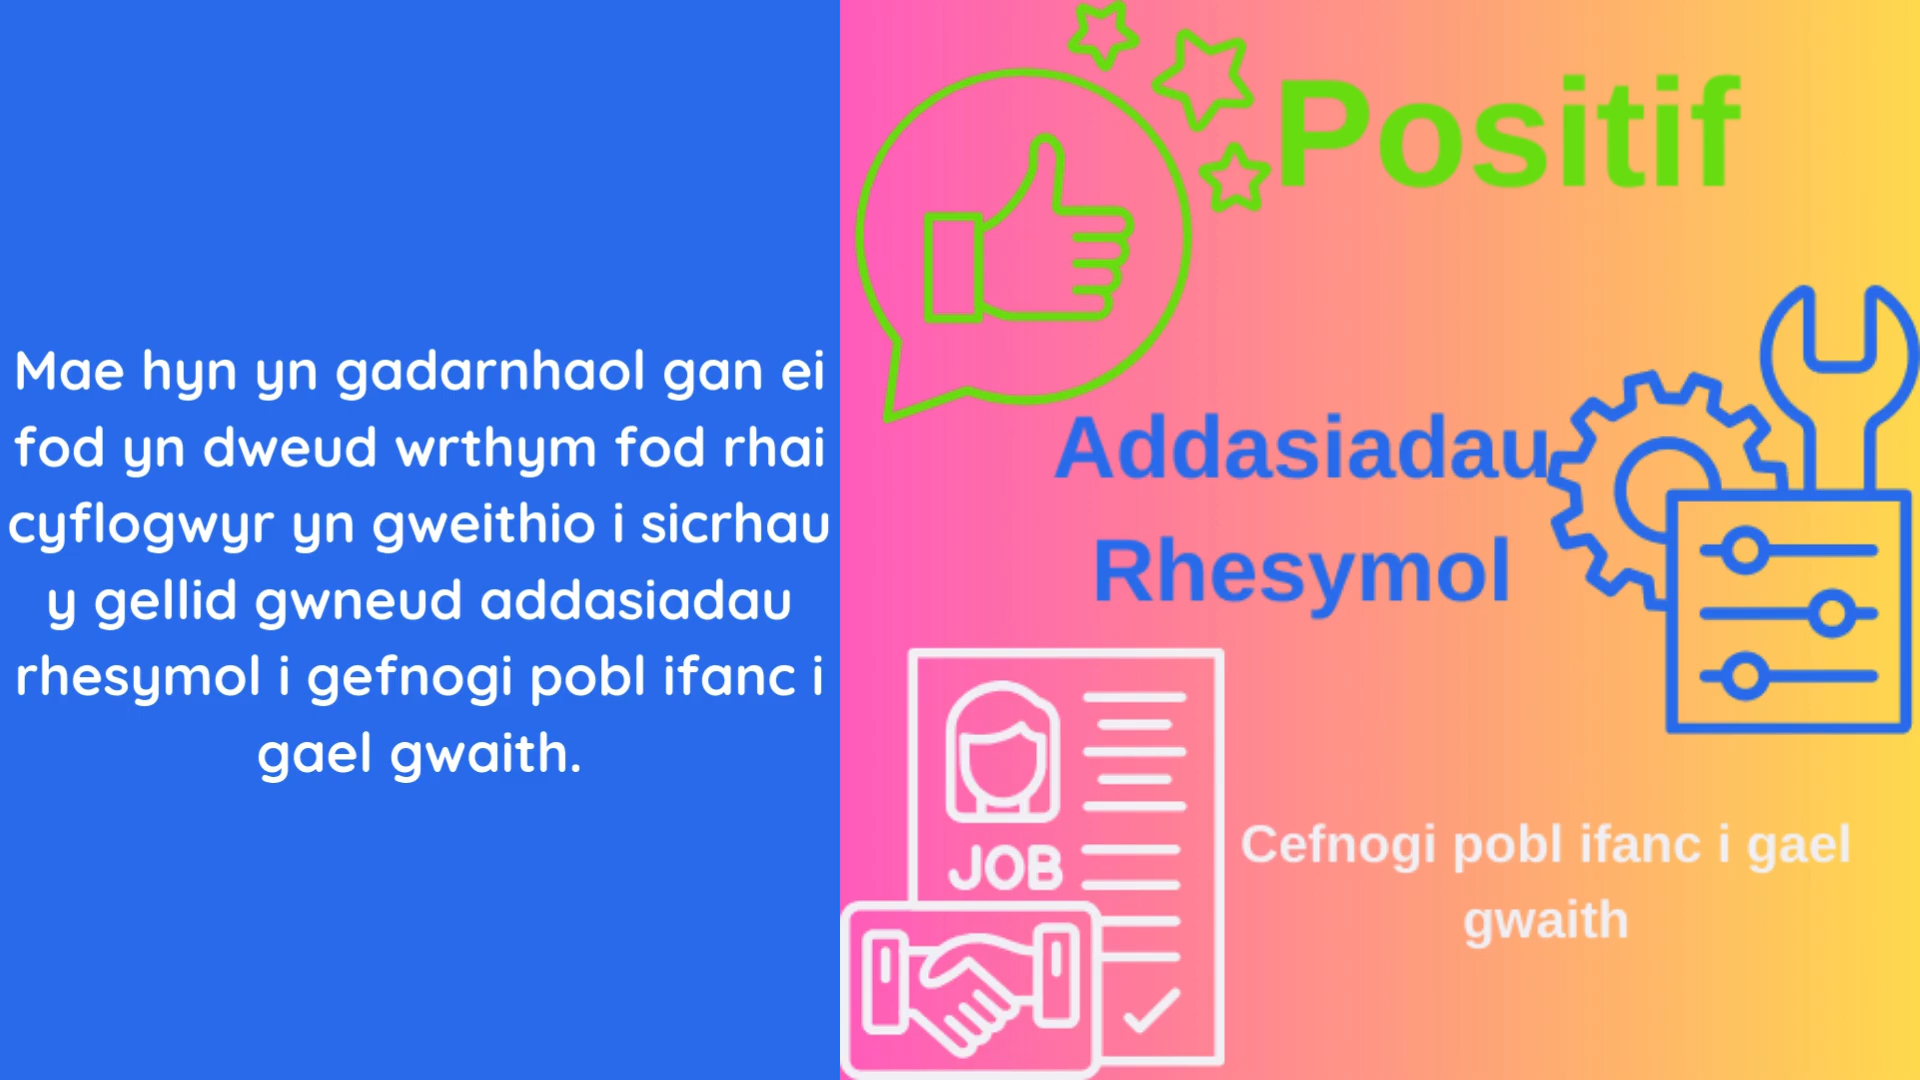 Mae hyn yn gadarnhaol gan ei
fod yn dweud wrthym fod rhai
cyflogwyr yn gweithio i sicrhau
y gellid gwneud addasiadau
rhesymol i gefnogi pobl ifanc i
gael gwaith.
Positif
Addasiadau
Rhesymol
JOB
Cefnogi pobl ifanc i gael
gwaith